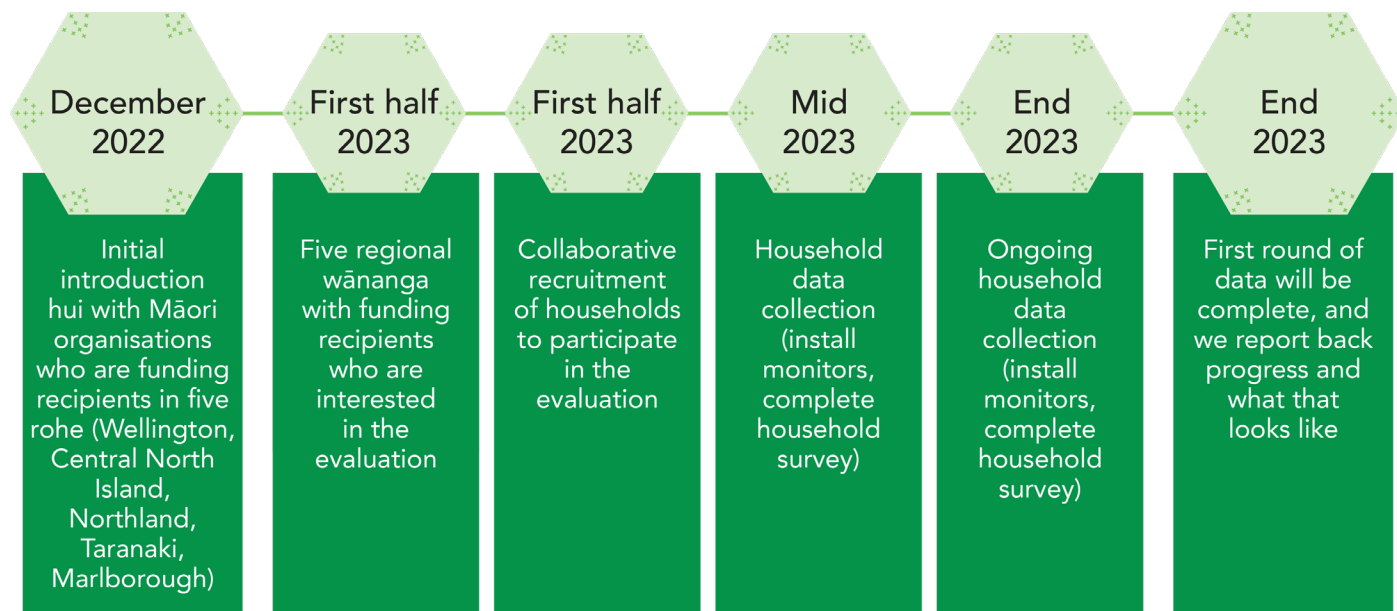 December
2022
Initial
introduction
hui with Māori
organisations
who are funding
recipients in five
rohe (Wellington,
Central North
Island,
Northland,
Taranaki,
Marlborough)
First half
2023
Five regional
wānanga
with funding
recipients
who are
interested
in the
evaluation
First half
2023
Collaborative
recruitment
of households
to participate
in the
evaluation
Mid
2023
Household
data
collection
(install
monitors,
complete
household
survey)
End
2023
Ongoing
household
data
collection
(install
monitors,
complete
household
survey)
End
2023
First round of
data will be
complete, and
we report back
progress and
what that
looks like